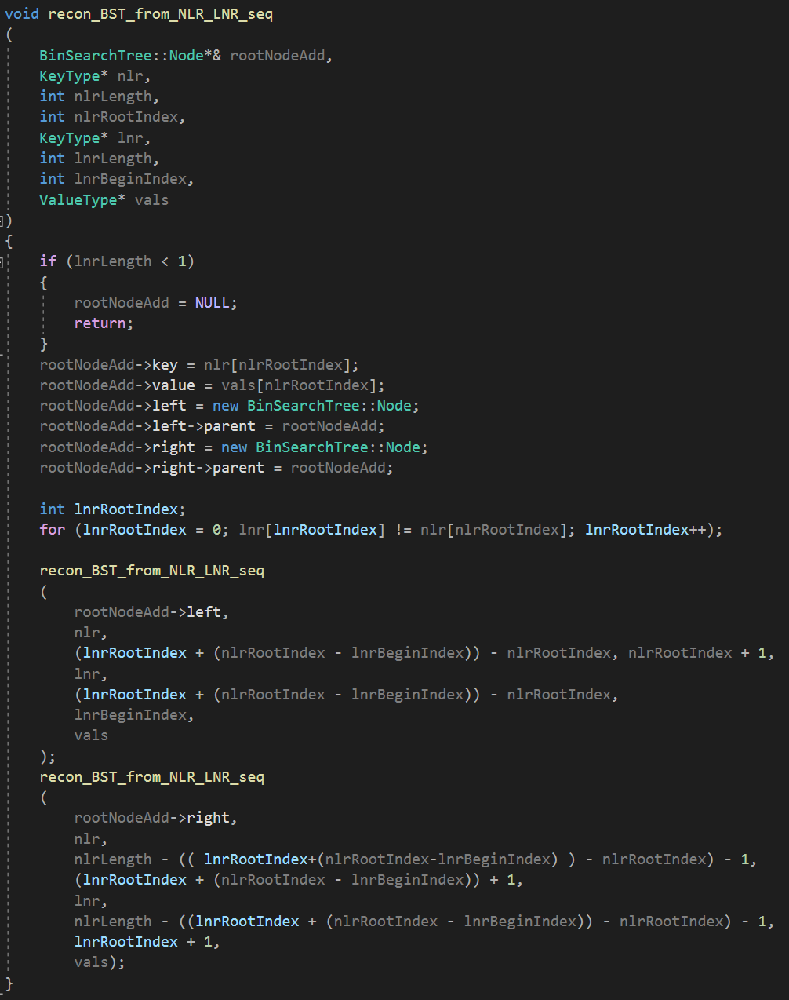 void recon_BST_from_NLR_LNR_seq
(
    BinSearchTree::Node*& rootNodeAdd,
    KeyType* nlr,
    int nlrLength,
    int nlrRootIndex,
    KeyType* lnr,
    int lnrLength,
    int lnrBeginIndex,
    ValueType* vals
)
{
    if (lnrLength < 1)
    {
        rootNodeAdd = NULL;
        return;
    }
    rootNodeAdd->key = nlr[nlrRootIndex];
    rootNodeAdd->value = vals[nlrRootIndex];
    rootNodeAdd->left = new BinSearchTree::Node;
    rootNodeAdd->left->parent = rootNodeAdd;
    rootNodeAdd->right = new BinSearchTree::Node;
    rootNodeAdd->right->parent = rootNodeAdd;

    int lnrRootIndex;
    for (lnrRootIndex = 0; lnr[lnrRootIndex] != nlr[nlrRootIndex]; lnrRootIndex++);

    recon_BST_from_NLR_LNR_seq
    (
        rootNodeAdd->left,
        nlr,
        (lnrRootIndex + (nlrRootIndex - lnrBeginIndex)) - nlrRootIndex, nlrRootIndex + 1,
        lnr,
        (lnrRootIndex + (nlrRootIndex - lnrBeginIndex)) - nlrRootIndex,
        lnrBeginIndex,
        vals
    );
    recon_BST_from_NLR_LNR_seq
    (
        rootNodeAdd->right,
        nlr,
        nlrLength - (( lnrRootIndex+(nlrRootIndex-lnrBeginIndex) ) - nlrRootIndex) - 1,
        (lnrRootIndex + (nlrRootIndex - lnrBeginIndex)) + 1,
        lnr,
        nlrLength - ((lnrRootIndex + (nlrRootIndex - lnrBeginIndex)) - nlrRootIndex) - 1,
        lnrRootIndex + 1,
        vals);
}